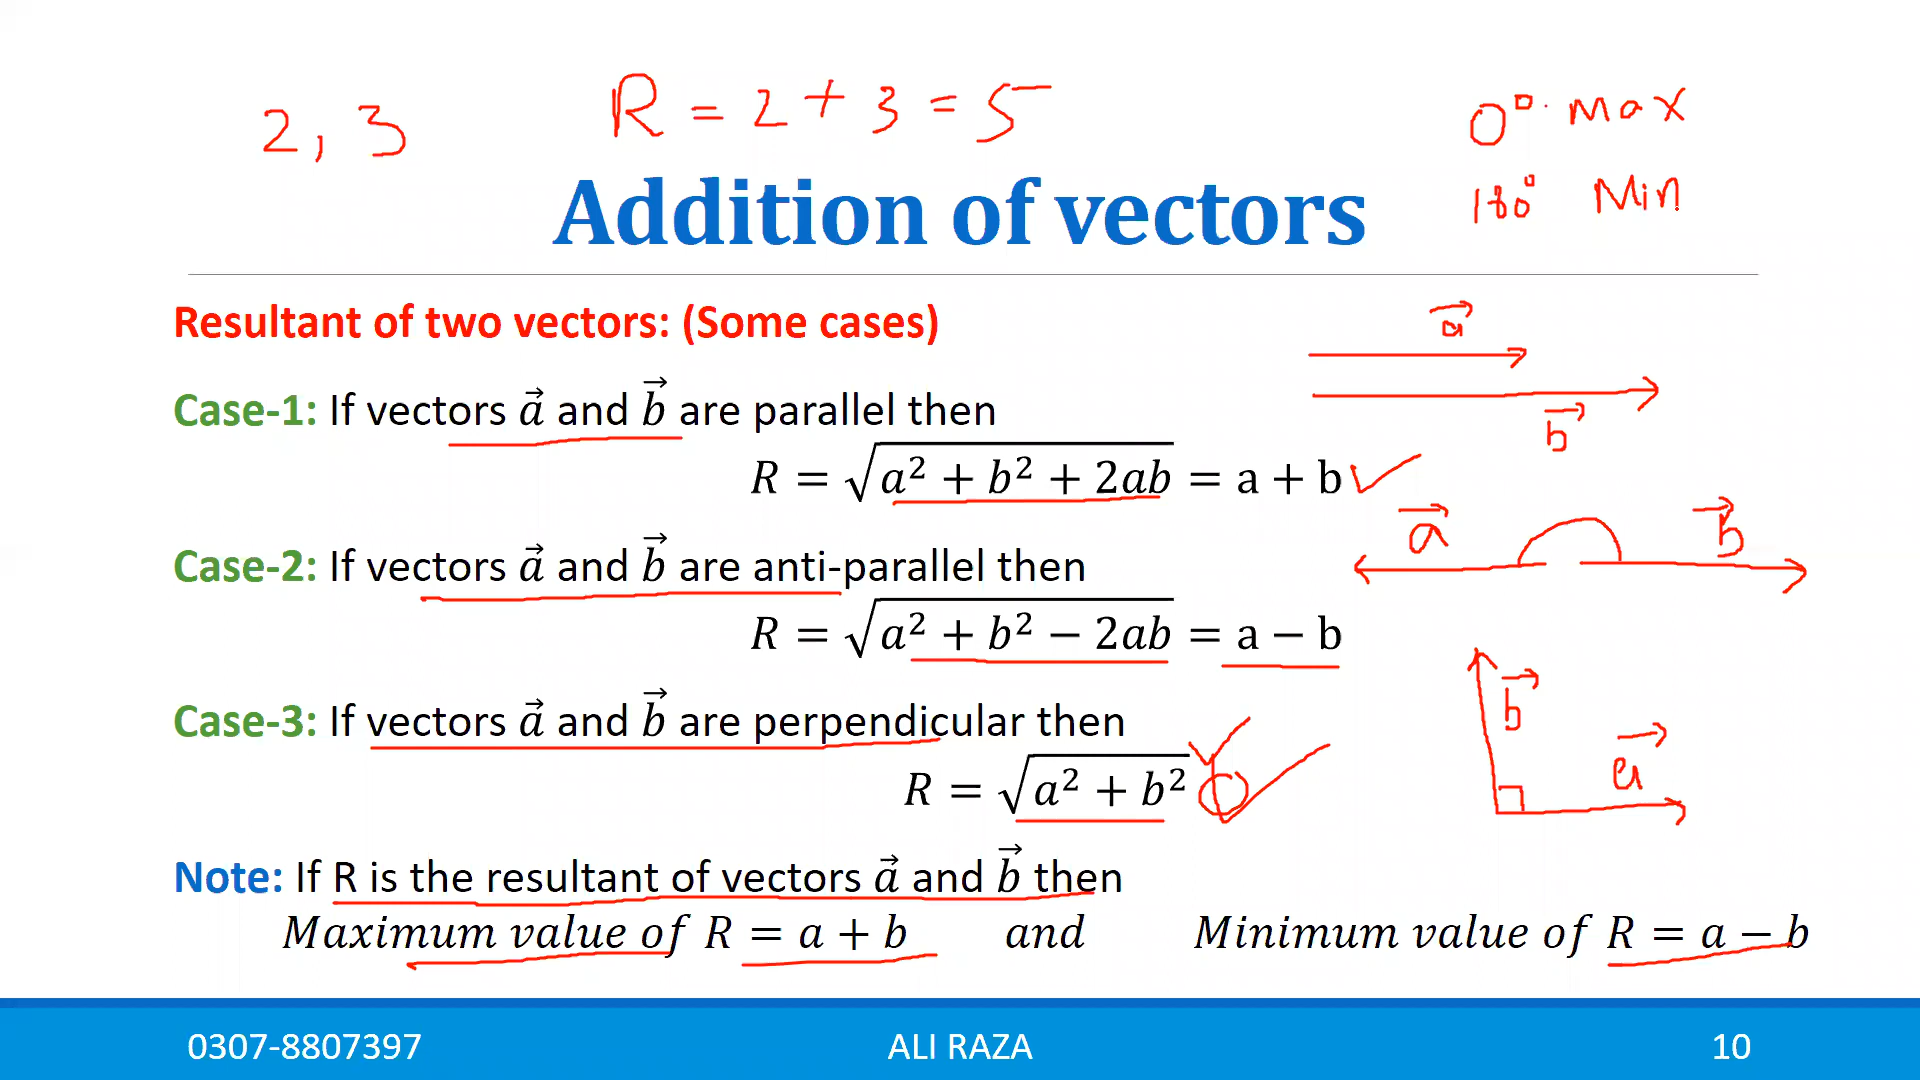 2, 3
R = 2 + 3 = 5
0° . Max
180° Min
Addition of vectors
Resultant of two vectors: (Some cases)
a⃗
Case-1: If vectors a⃗ and b⃗ are parallel then
b⃗
R = √(a² + b² + 2ab) = a + b
a⃗ b⃗
Case-2: If vectors a⃗ and b⃗ are anti-parallel then
R = √(a² + b² − 2ab) = a − b
Case-3: If vectors a⃗ and b⃗ are perpendicular then
b⃗
a⃗
R = √(a² + b²)
Note: If R is the resultant of vectors a⃗ and b⃗ then
Maximum value of R = a + b and Minimum value of R = a − b
0307-8807397 ALI RAZA 10